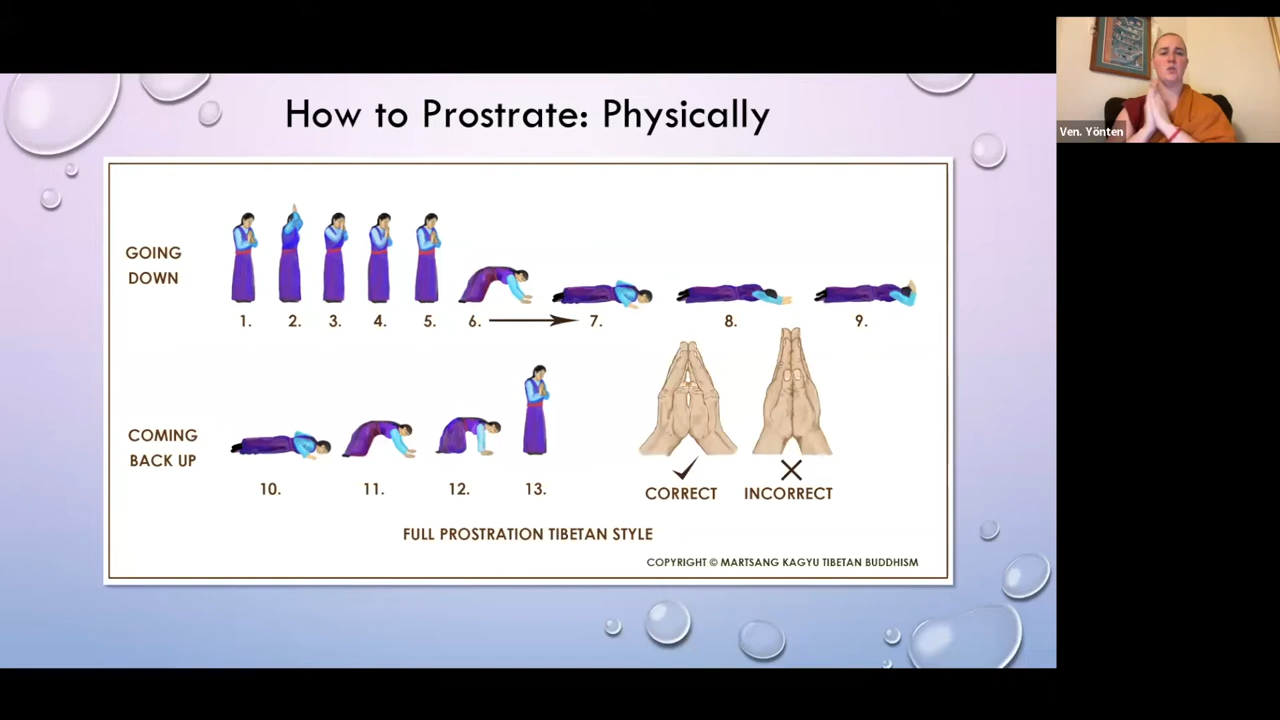 How to Prostrate: Physically
Ven. Yönten
GOING
DOWN
1. 2. 3. 4. 5. 6. 7. 8. 9.
COMING
BACK UP
10. 11. 12. 13.
CORRECT INCORRECT
FULL PROSTRATION TIBETAN STYLE
COPYRIGHT © MARTSANG KAGYU TIBETAN BUDDHISM